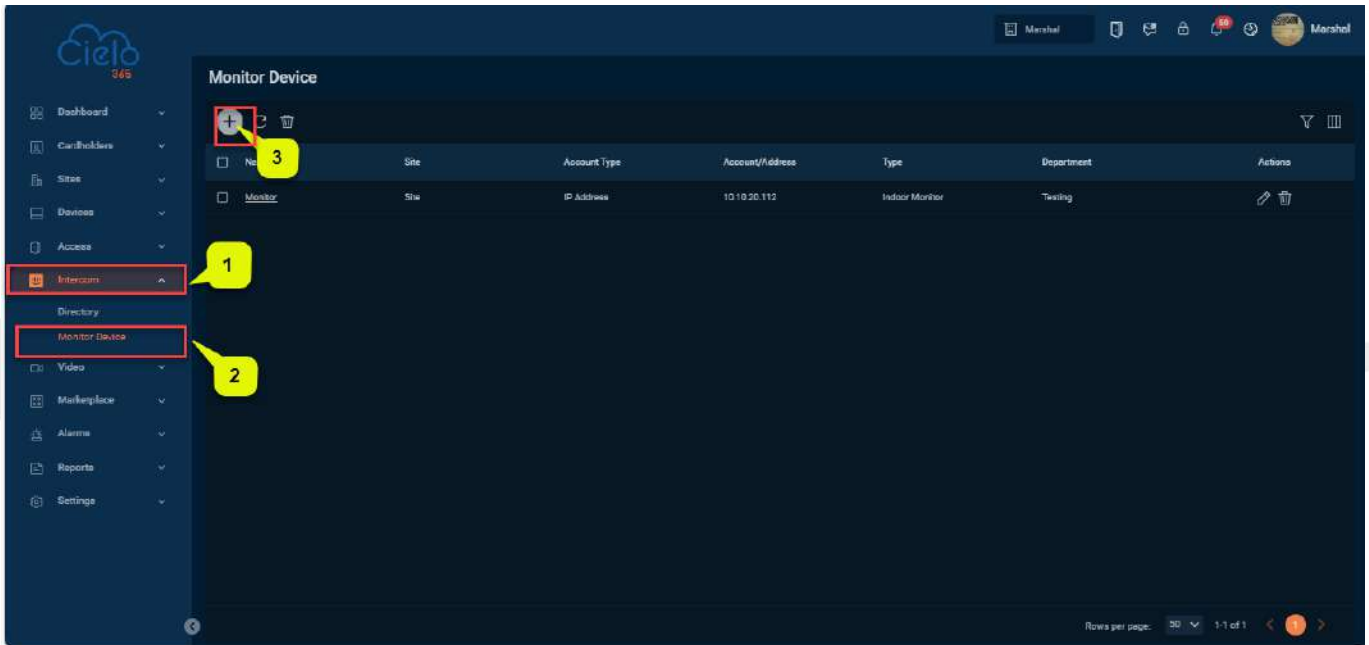 Cielo
365
Marshal
50
Marshal
Monitor Device
Dashboard
Cardholders
Sites
Devices
Access
Intercom
Directory
Monitor Device
Video
Marketplace
Alarms
Reports
Settings
1
2
3
Site
Account Type
Account/Address
Type
Department
Actions
Monitor
Site
IP Address
10.10.20.112
Indoor Monitor
Testing
Rows per page: 50 1-1 of 1 1